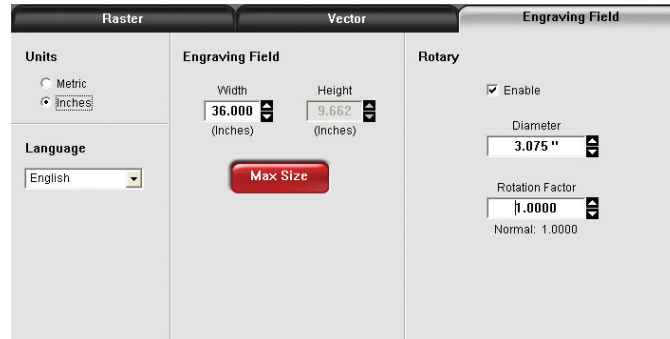 Raster
Vector
Engraving Field
Units
Metric
Inches
Language
English
Engraving Field
Width
Height
36.000
9.662
(Inches)
(Inches)
Max Size
Rotary
Enable
Diameter
3.075 "
Rotation Factor
1.0000
Normal: 1.0000